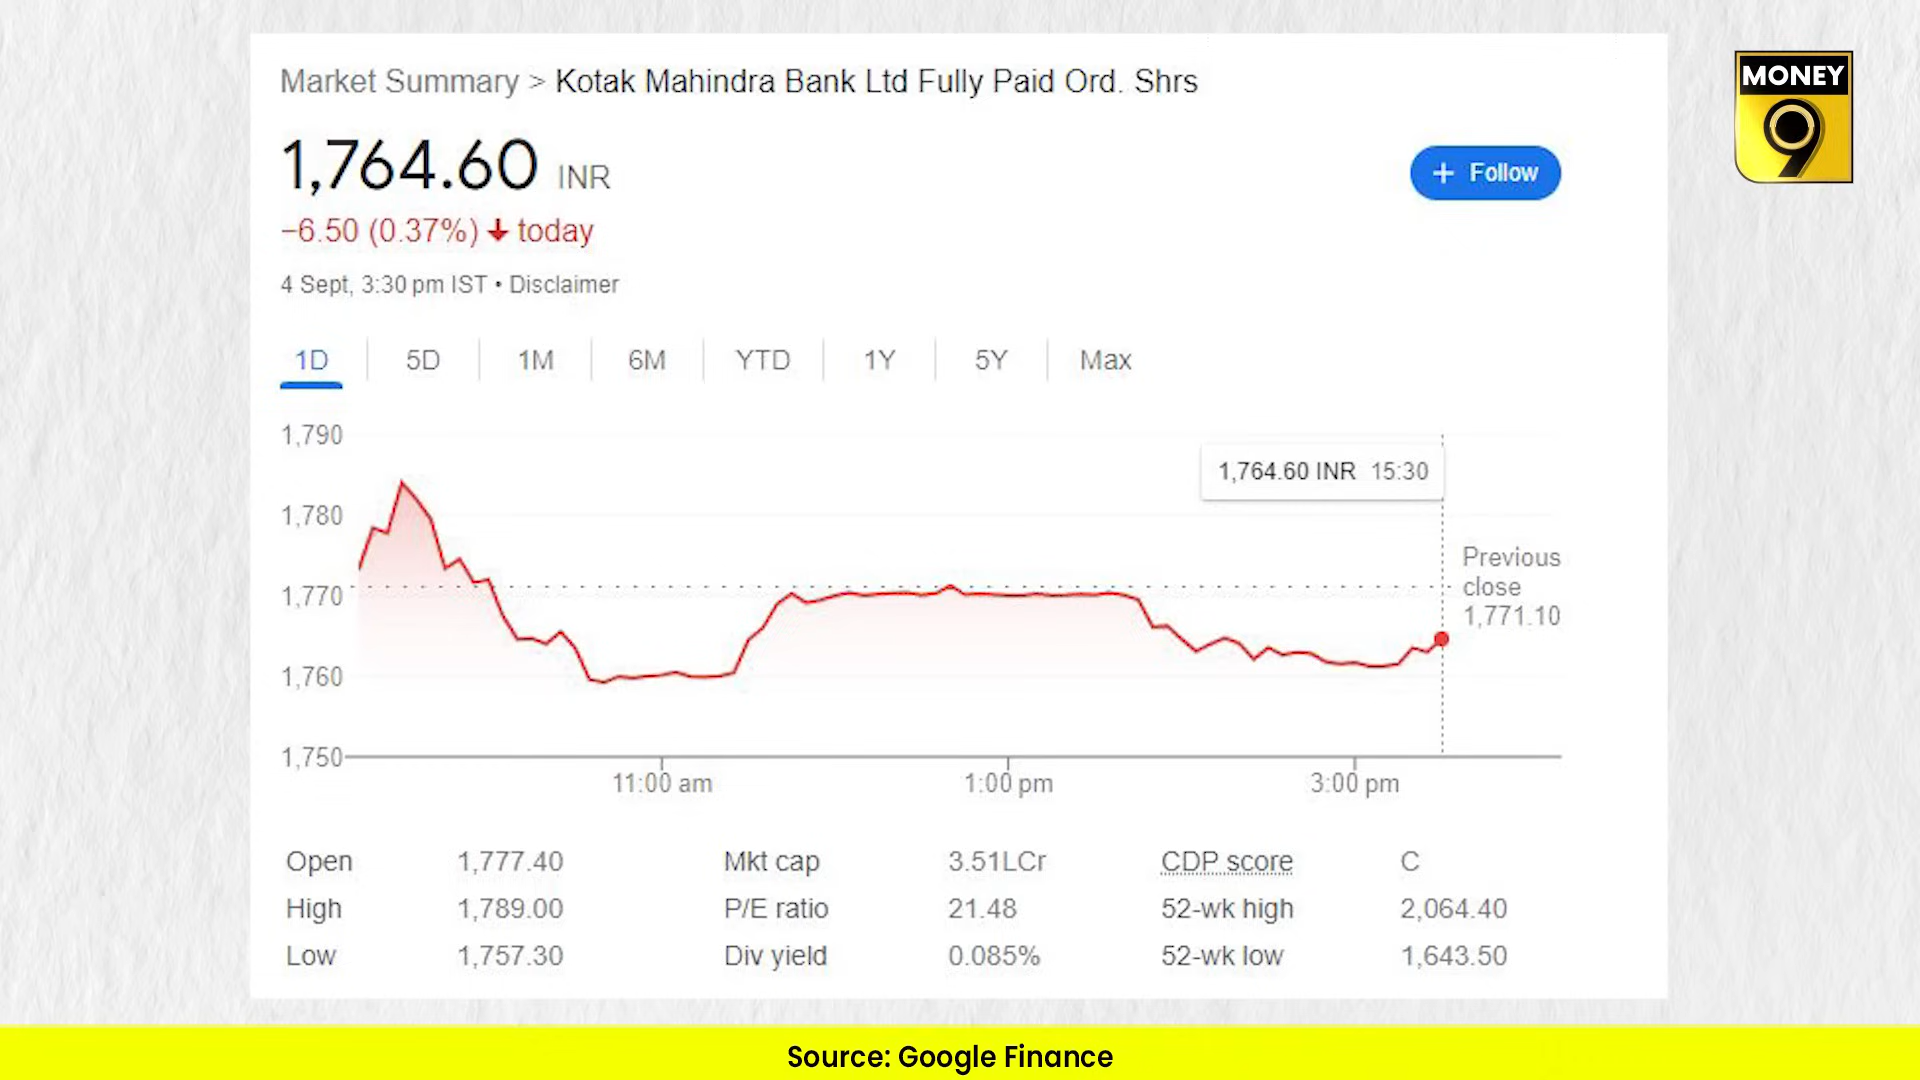 Market Summary > Kotak Mahindra Bank Ltd Fully Paid Ord. Shrs
MONEY
9
1,764.60 INR
+ Follow
−6.50 (0.37%) ↓ today
4 Sept, 3:30 pm IST • Disclaimer
1D 5D 1M 6M YTD 1Y 5Y Max
1,790
1,764.60 INR 15:30
1,780
Previous
close
1,771.10
1,770
1,760
1,750
11:00 am 1:00 pm 3:00 pm
Open 1,777.40 Mkt cap 3.51LCr CDP score C
High 1,789.00 P/E ratio 21.48 52-wk high 2,064.40
Low 1,757.30 Div yield 0.085% 52-wk low 1,643.50
Source: Google Finance